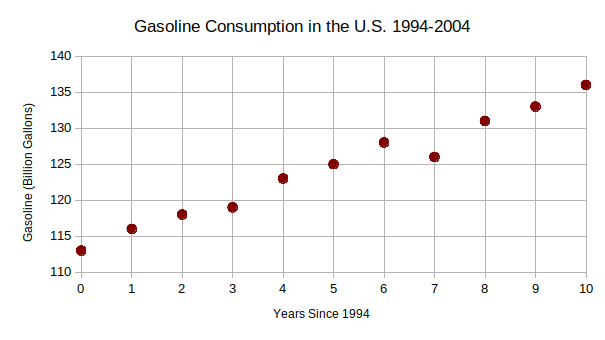 Gasoline Consumption in the U.S. 1994-2004
140
135
130
125
120
115
110
Gasoline (Billion Gallons)
0 1 2 3 4 5 6 7 8 9 10
Years Since 1994